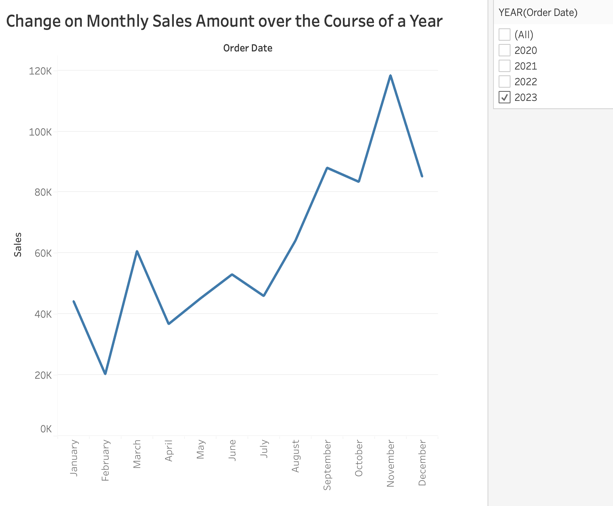 Change on Monthly Sales Amount over the Course of a Year
Order Date
120K
100K
80K
60K
40K
20K
0K
Sales
January
February
March
April
May
June
July
August
September
October
November
December
YEAR(Order Date)
(All)
2020
2021
2022
2023